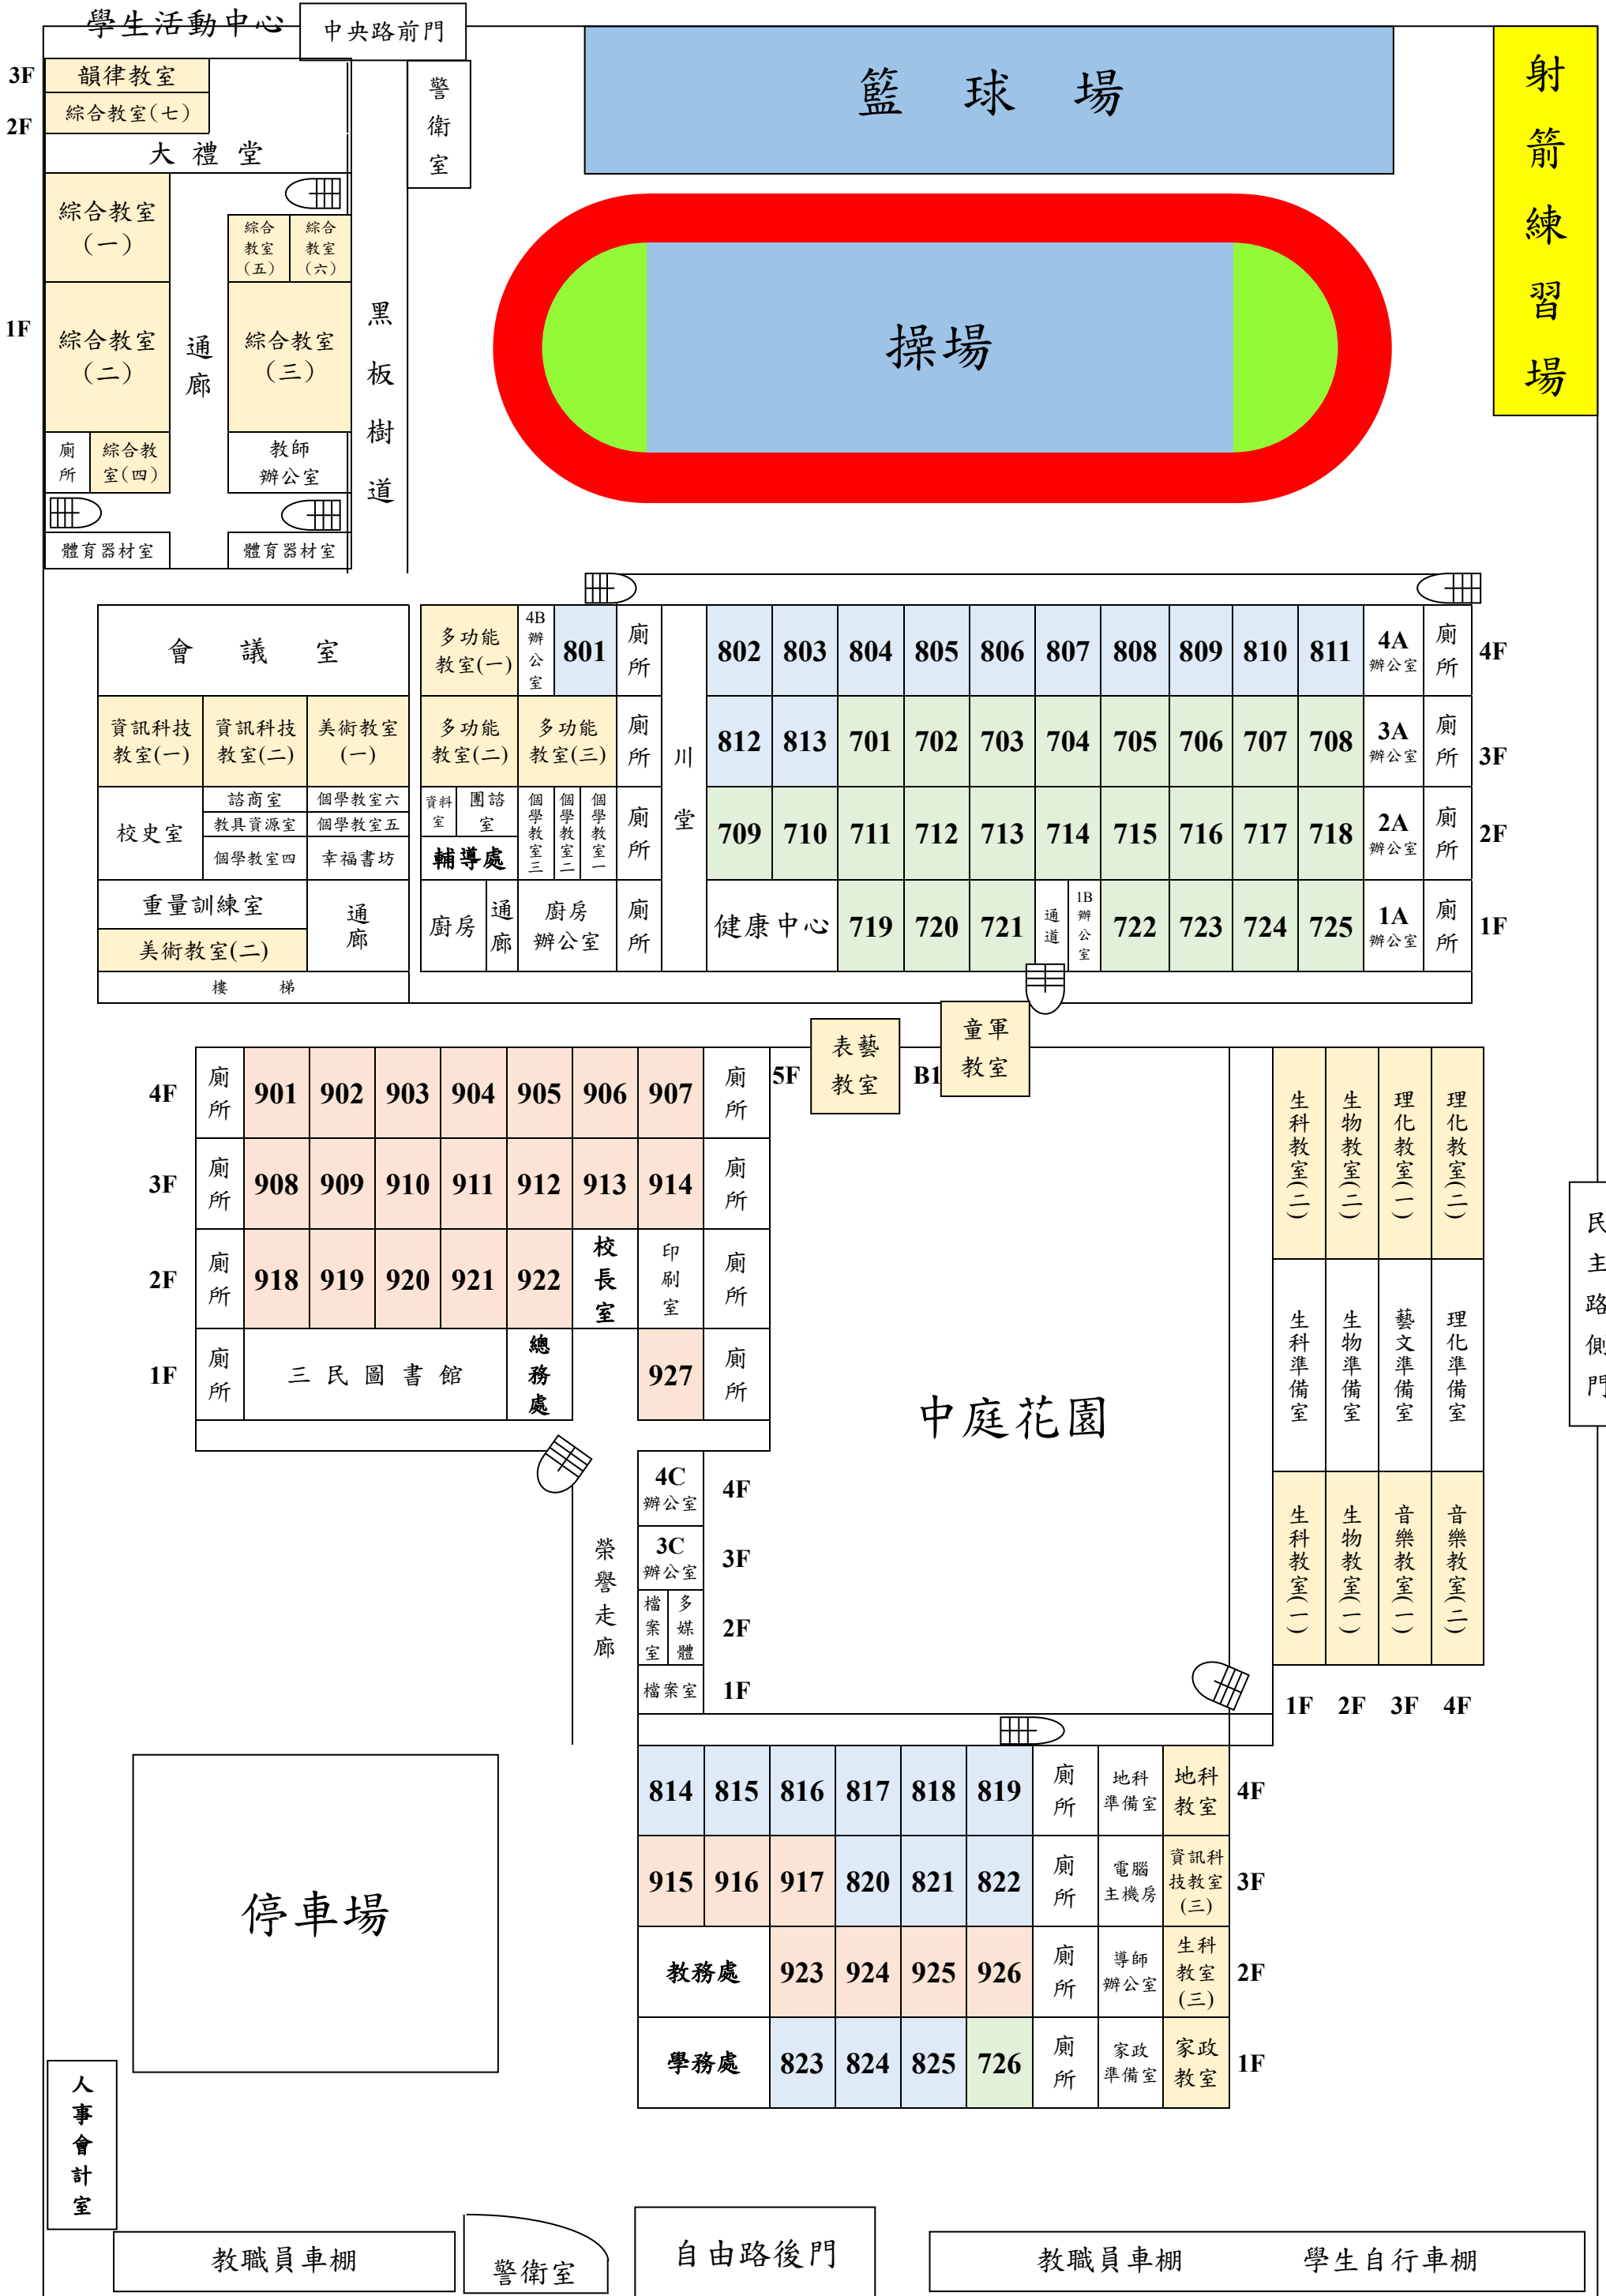 學生活動中心
中央路前門
警衛室
籃球場
射箭練習場
3F
韻律教室
綜合教室(七)
2F
大禮堂
綜合教室
(一)
綜合
教室
(五)
綜合
教室
(六)
1F
綜合教室
(二)
通廊
綜合教室
(三)
黑板樹道
操場
廁所
綜合教
室(四)
教師
辦公室
體育器材室
體育器材室
會議室
多功能
教室(一)
4B
辦公室
801
廁所
川堂
802 803 804 805 806 807 808 809 810 811
4A
辦公室
廁所
4F
資訊科技
教室(一)
資訊科技
教室(二)
美術教室
(一)
多功能
教室(二)
多功能
教室(三)
廁所
812 813 701 702 703 704 705 706 707 708
3A
辦公室
廁所
3F
校史室
諮商室
個學教室六
教具資源室
個學教室五
個學教室四
幸福書坊
資料室
團諮室
輔導處
個學教室三
個學教室二
個學教室一
廁所
709 710 711 712 713 714 715 716 717 718
2A
辦公室
廁所
2F
重量訓練室
美術教室(二)
通廊
廚房
通廊
廚房
辦公室
廁所
健康中心
719 720 721
通道
1B
辦公室
722 723 724 725
1A
辦公室
廁所
1F
樓梯
4F
廁所
901 902 903 904 905 906 907
廁所
5F
表藝
教室
B1
童軍
教室
3F
廁所
908 909 910 911 912 913 914
廁所
2F
廁所
918 919 920 921 922
校長室
印刷室
廁所
1F
廁所
三民圖書館
總務處
927
廁所
中庭花園
生科教室(二)
生物教室(二)
理化教室(一)
理化教室(二)
生科準備室
生物準備室
藝文準備室
理化準備室
生科教室(一)
生物教室(一)
音樂教室(一)
音樂教室(二)
1F 2F 3F 4F
民主路側門
榮譽走廊
4C
辦公室
4F
3C
辦公室
3F
檔案室
多媒體
2F
檔案室
1F
814 815 816 817 818 819
廁所
地科
準備室
地科
教室
4F
915 916 917 820 821 822
廁所
電腦
主機房
資訊科
技教室
(三)
3F
教務處
923 924 925 926
廁所
導師
辦公室
生科
教室
(三)
2F
學務處
823 824 825 726
廁所
家政
準備室
家政
教室
1F
停車場
人事會計室
教職員車棚
警衛室
自由路後門
教職員車棚
學生自行車棚